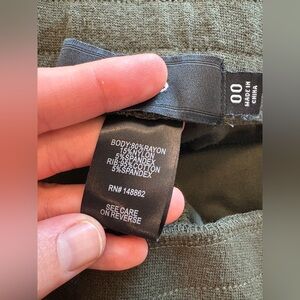 BODY:80%RAYON
15%NYLON
5%SPANDEX
RIB:95%COTTON
5%SPANDEX
RN# 148862
SEE CARE
ON REVERSE
00
MADE IN
CHINA